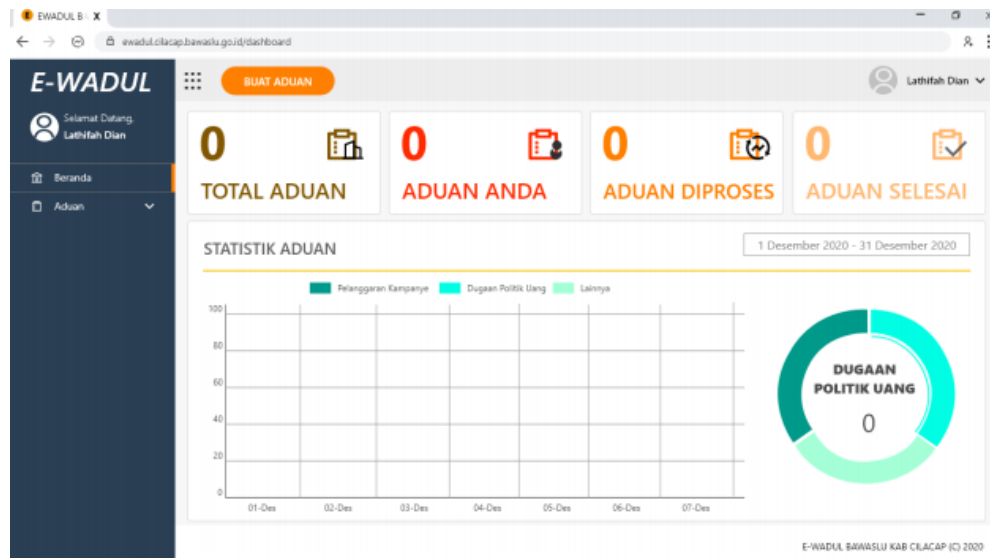 EWADUL B
ewadul.cilacap.bawaslu.go.id/dashboard
E-WADUL
BUAT ADUAN
Lathifah Dian
Selamat Datang,
Lathifah Dian
Beranda
Aduan
0
TOTAL ADUAN
0
ADUAN ANDA
0
ADUAN DIPROSES
0
ADUAN SELESAI
STATISTIK ADUAN
1 Desember 2020 - 31 Desember 2020
Pelanggaran Kampanye Dugaan Politik Uang Lainnya
100
80
60
40
20
0
01-Des 02-Des 03-Des 04-Des 05-Des 06-Des 07-Des
DUGAAN
POLITIK UANG
0
E-WADUL BAWASLU KAB CILACAP (C) 2020